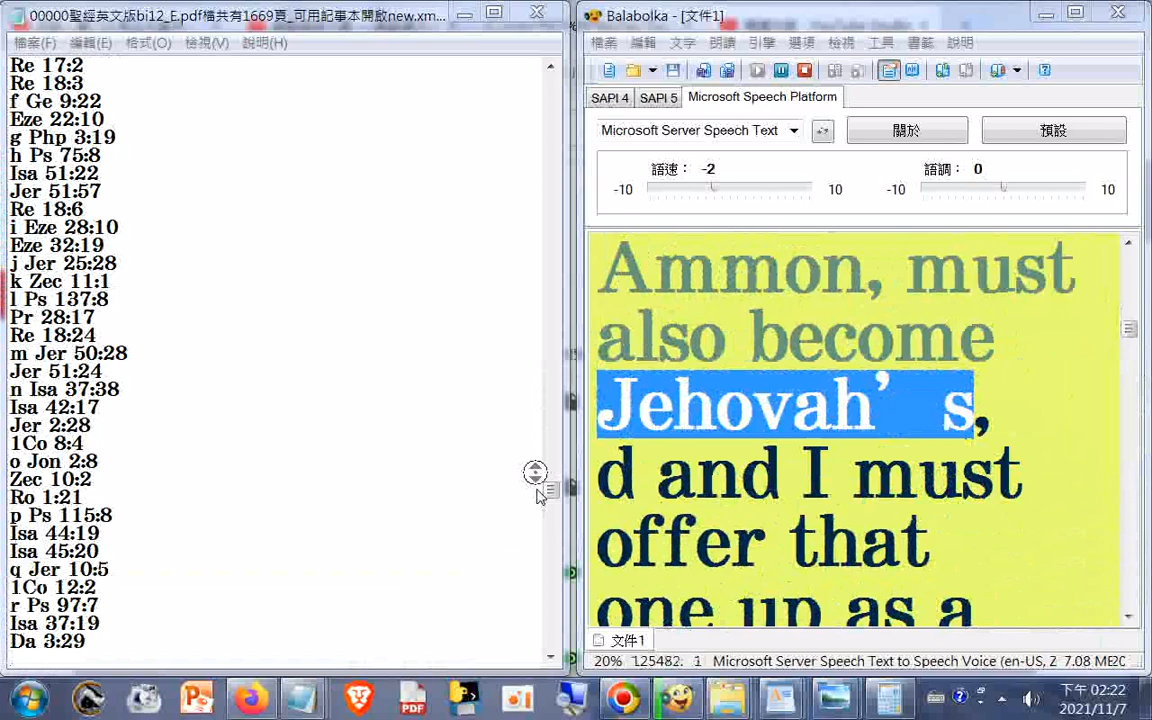 00000聖經英文版bi12_E.pdf檔共有1669頁_可用記事本開啟new.xm...
檔案(F) 編輯(E) 格式(O) 檢視(V) 說明(H)
Re 17:2
Re 18:3
f Ge 9:22
Eze 22:10
g Php 3:19
h Ps 75:8
Isa 51:22
Jer 51:57
Re 18:6
i Eze 28:10
Eze 32:19
j Jer 25:28
k Zec 11:1
l Ps 137:8
Pr 28:17
Re 18:24
m Jer 50:28
Jer 51:24
n Isa 37:38
Isa 42:17
Jer 2:28
1Co 8:4
o Jon 2:8
Zec 10:2
Ro 1:21
p Ps 115:8
Isa 44:19
Isa 45:20
q Jer 10:5
1Co 12:2
r Ps 97:7
Isa 37:19
Da 3:29
Balabolka - [文件1]
檔案 編輯 文字 朗讀 引擎 選項 檢視 工具 書籤 說明
SAPI 4 SAPI 5 Microsoft Speech Platform
Microsoft Server Speech Text 關於 預設
語速： -2 語調： 0
-10 10 -10 10
Ammon, must
also become
Jehovah’ s,
d and I must
offer that
one up as a
文件1
20% 125482: 1 Microsoft Server Speech Text to Speech Voice (en-US, Z 7.08 ME
PDF
下午 02:22
2021/11/7